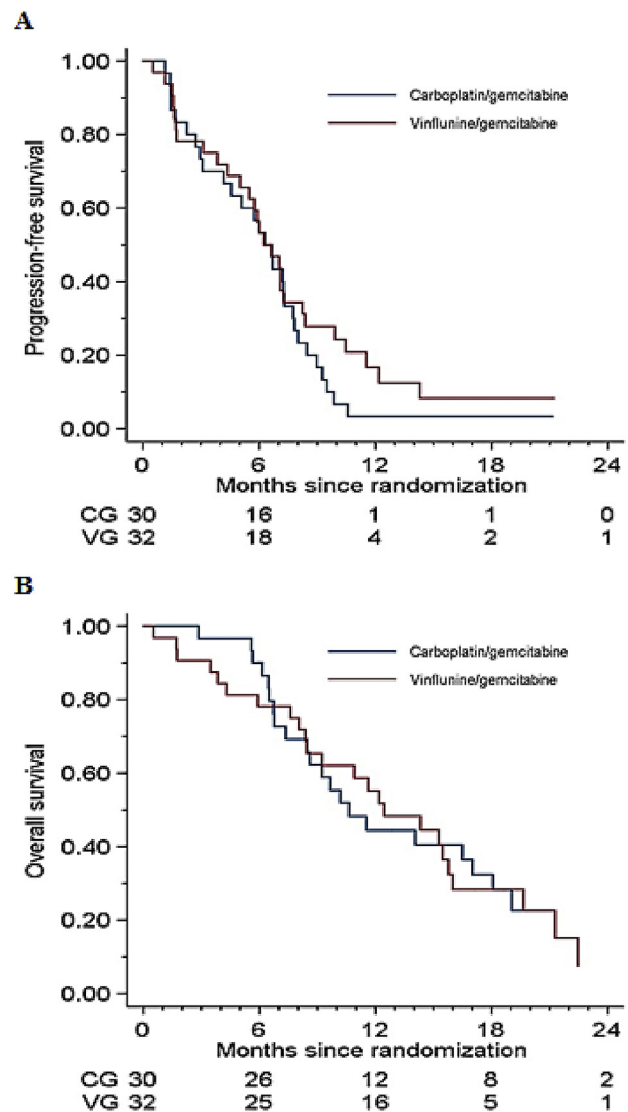 A
1.00
0.80
0.60
0.40
0.20
0.00
Progression-free survival
Carboplatin/gemcitabine
Vinflunine/gemcitabine
0 6 12 18 24
Months since randomization
CG 30 16 1 1 0
VG 32 18 4 2 1
B
1.00
0.80
0.60
0.40
0.20
0.00
Overall survival
Carboplatin/gemcitabine
Vinflunine/gemcitabine
0 6 12 18 24
Months since randomization
CG 30 26 12 8 2
VG 32 25 16 5 1